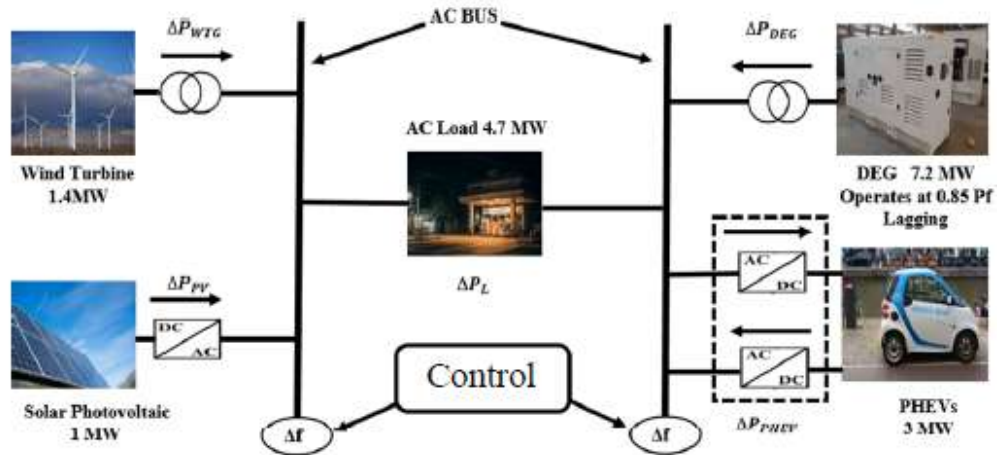 ΔP_WTG
AC BUS
ΔP_DEG
AC Load 4.7 MW
Wind Turbine
1.4MW
DEG 7.2 MW
Operates at 0.85 Pf
Lagging
ΔP_PV
DC
AC
ΔP_L
AC
DC
AC
DC
Control
Solar Photovoltaic
1 MW
Δf
Δf
ΔP_PHEV
PHEVs
3 MW